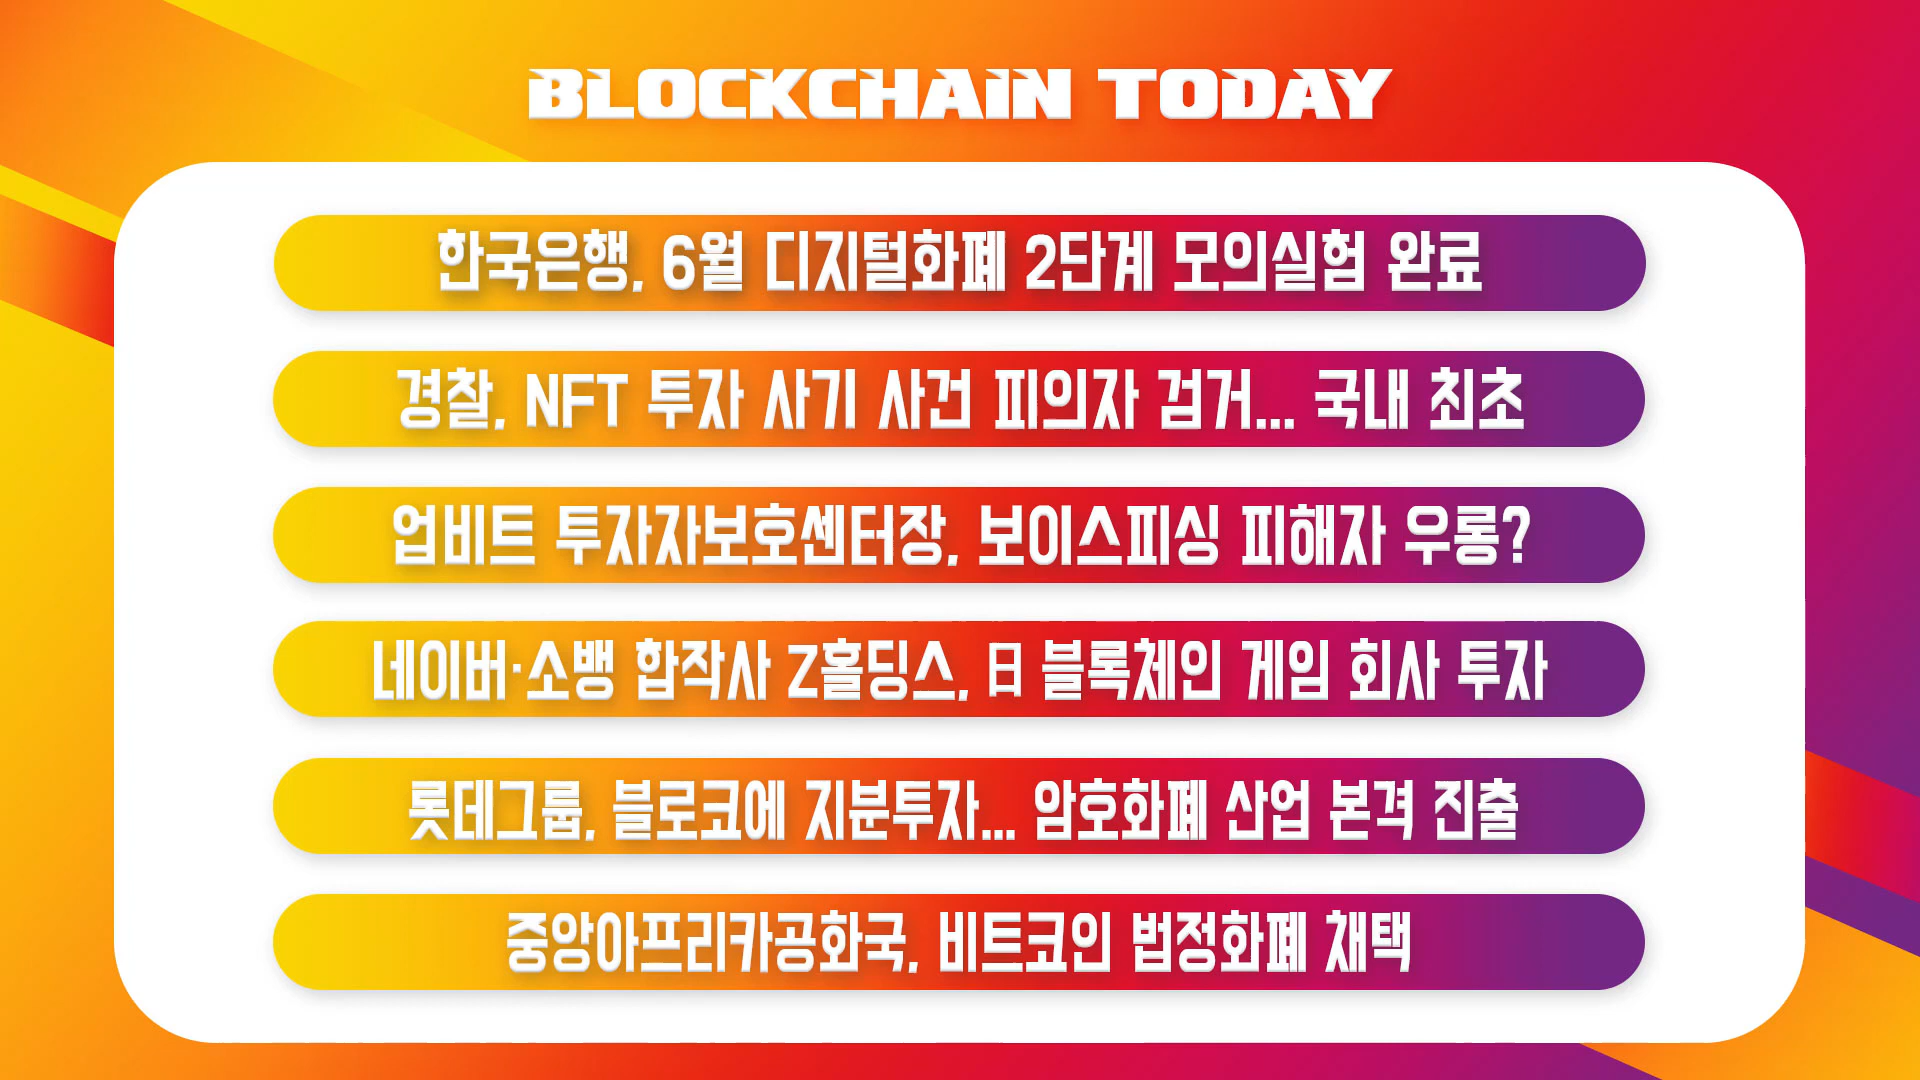 BLOCKCHAIN TODAY
한국은행, 6월 디지털화폐 2단계 모의실험 완료
경찰, NFT 투자 사기 사건 피의자 검거... 국내 최초
업비트 투자자보호센터장, 보이스피싱 피해자 우롱?
네이버·소뱅 합작사 Z홀딩스, 日 블록체인 게임 회사 투자
롯데그룹, 블로코에 지분투자... 암호화폐 산업 본격 진출
중앙아프리카공화국, 비트코인 법정화폐 채택